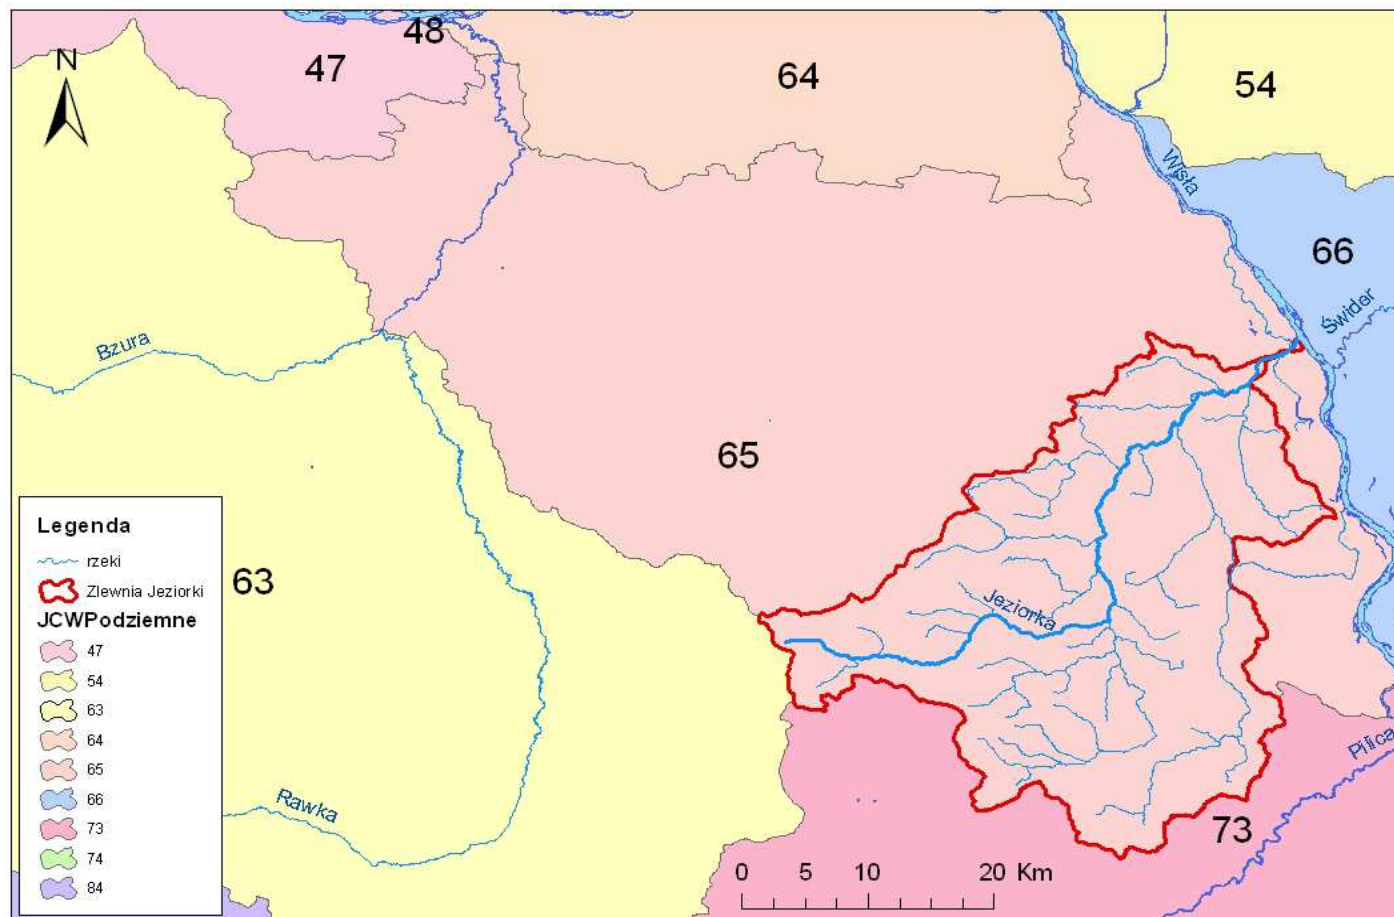 48
N
47
64
54
Wisła
66
Świder
Bzura
65
Legenda
rzeki
Zlewnia Jeziorki
JCWPodziemne
47
54
63
64
65
66
73
74
84
63
Jeziorka
Pilica
Rawka
73
0 5 10 20 Km